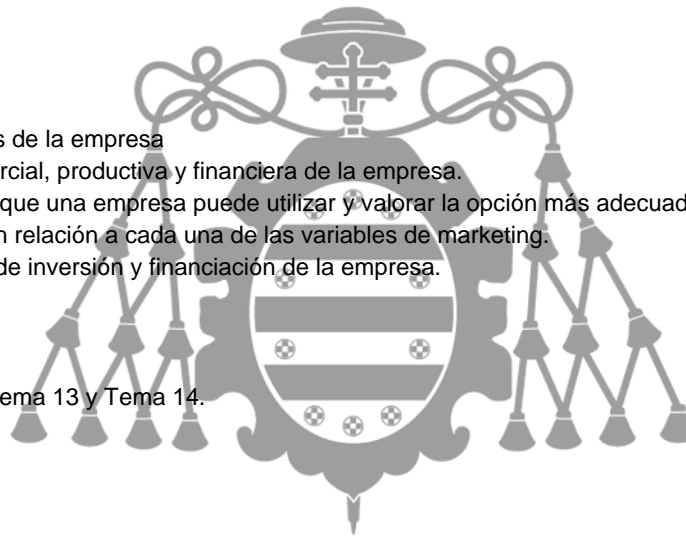 s de la empresa
rcial, productiva y financiera de la empresa.
que una empresa puede utilizar y valorar la opción más adecuad
n relación a cada una de las variables de marketing.
de inversión y financiación de la empresa.
ema 13 y Tema 14.